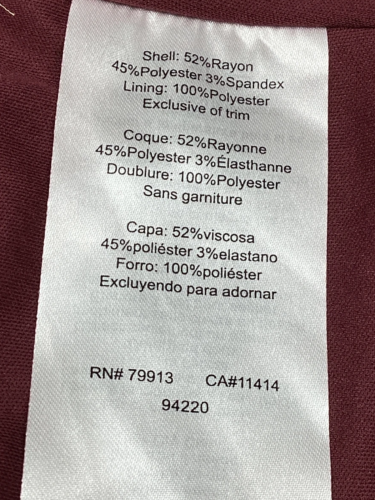 Shell: 52%Rayon
45%Polyester 3%Spandex
Lining: 100%Polyester
Exclusive of trim
Coque: 52%Rayonne
45%Polyester 3%Élasthanne
Doublure: 100%Polyester
Sans garniture
Capa: 52%viscosa
45%poliéster 3%elastano
Forro: 100%poliéster
Excluyendo para adornar
RN# 79913 CA#11414
94220